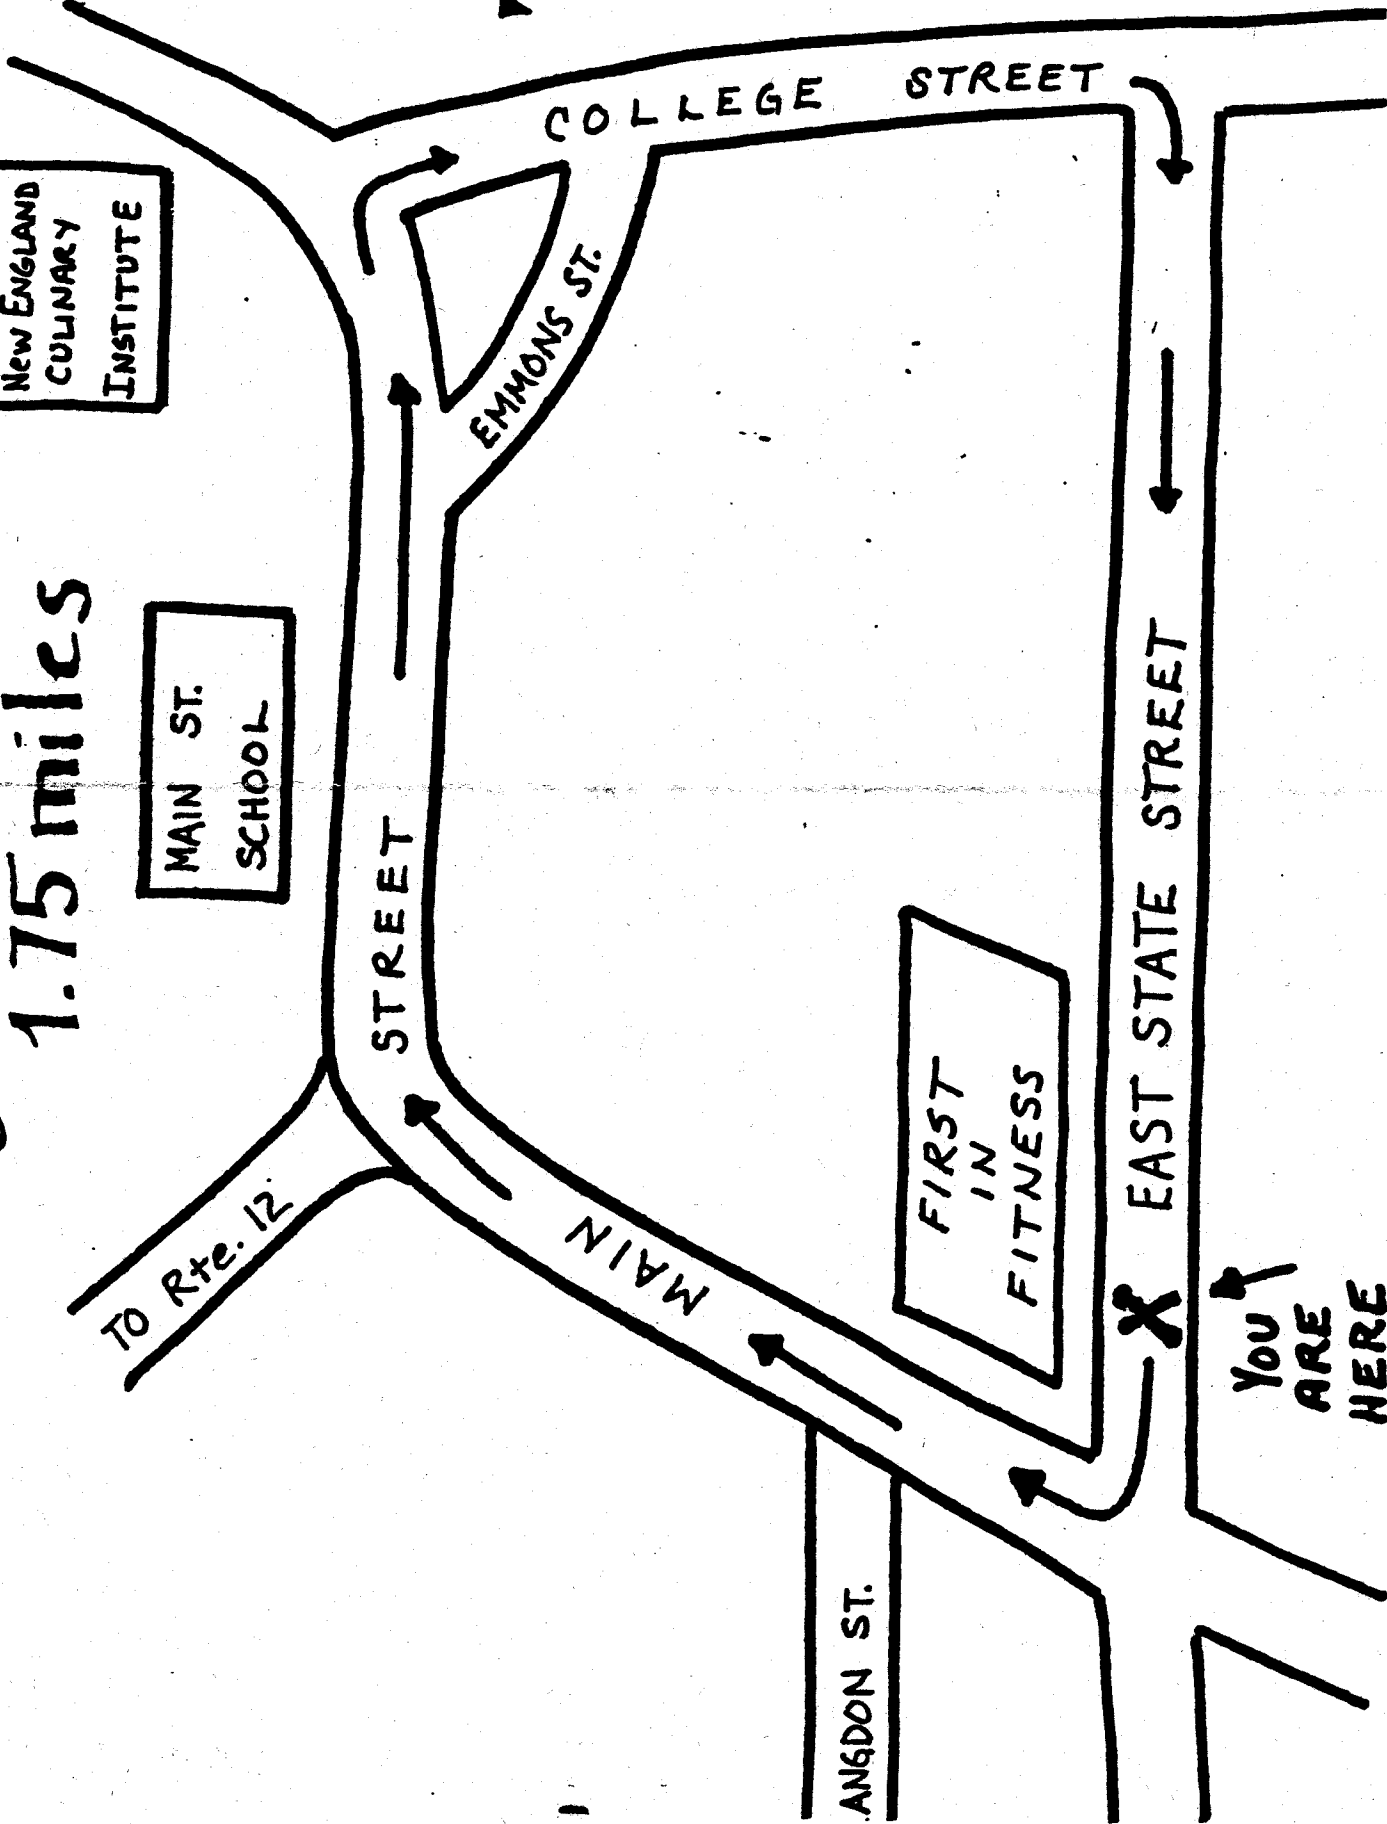 1.75 miles
New England
Culinary
Institute
MAIN ST.
SCHOOL
TO Rte. 12
MAIN STREET
EMMONS ST.
COLLEGE STREET
ANGDON ST.
FIRST
IN
FITNESS
EAST STATE STREET
X
YOU
ARE
HERE